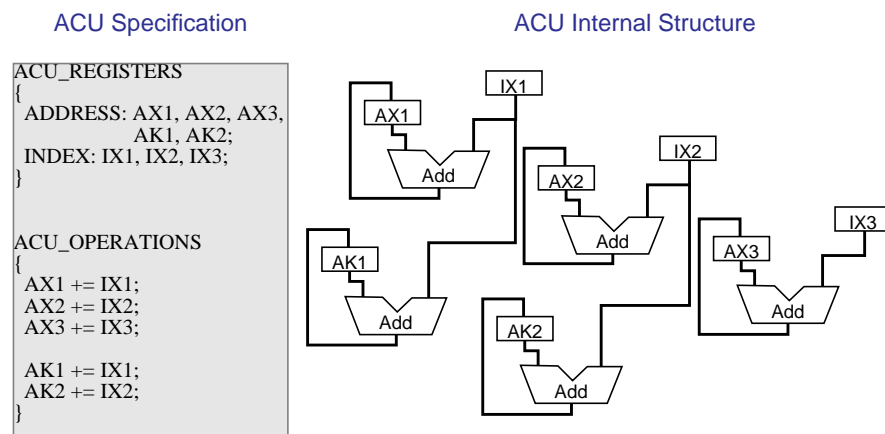 ACU Specification
ACU Internal Structure
ACU_REGISTERS
{
ADDRESS: AX1, AX2, AX3,
AK1, AK2;
INDEX: IX1, IX2, IX3;
}
ACU_OPERATIONS
{
AX1 += IX1;
AX2 += IX2;
AX3 += IX3;
AK1 += IX1;
AK2 += IX2;
}
IX1
AX1
Add
IX2
AX2
Add
IX3
AX3
Add
AK1
Add
AK2
Add